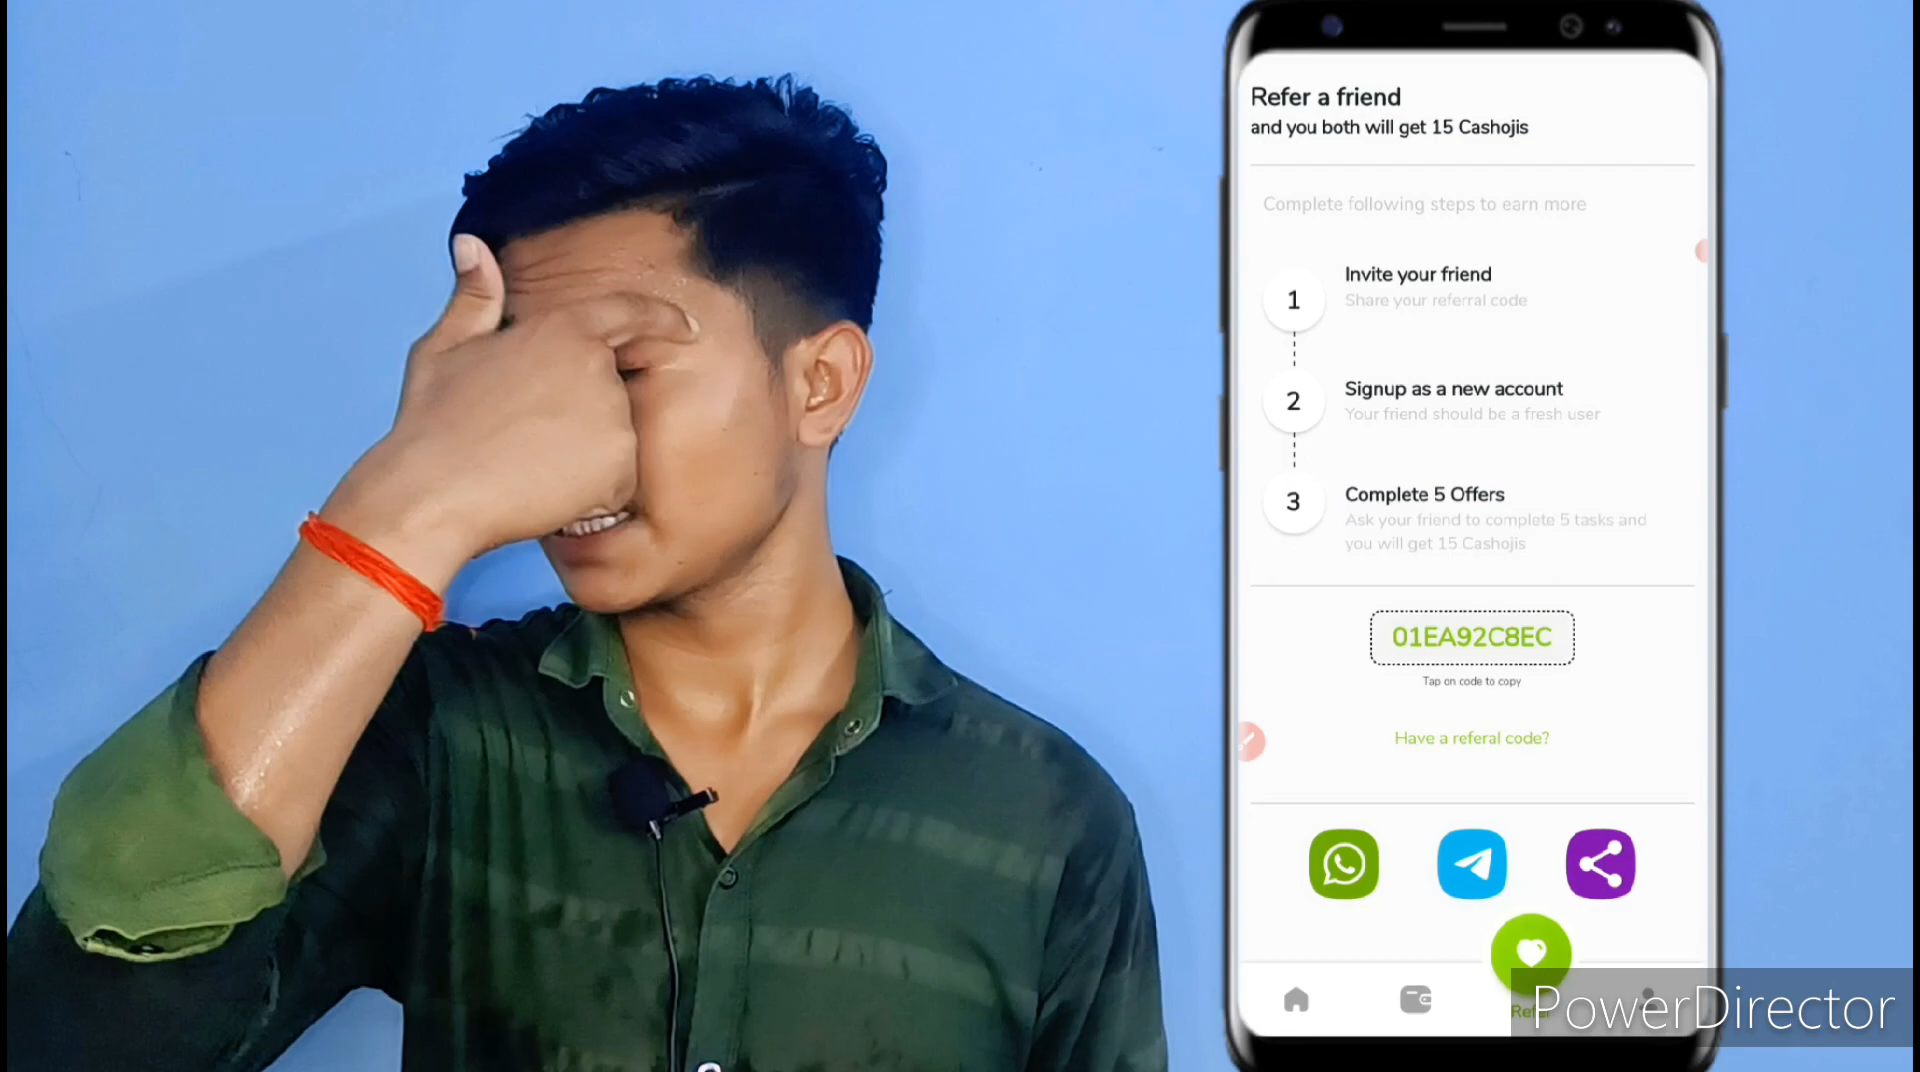 Refer a friend
and you both will get 15 Cashojis
Complete following steps to earn more
1
Invite your friend
Share your referral code
2
Signup as a new account
Your friend should be a fresh user
3
Complete 5 Offers
Ask your friend to complete 5 tasks and
you will get 15 Cashojis
01EA92C8EC
Tap on code to copy
Have a referal code?
Refer
PowerDirector